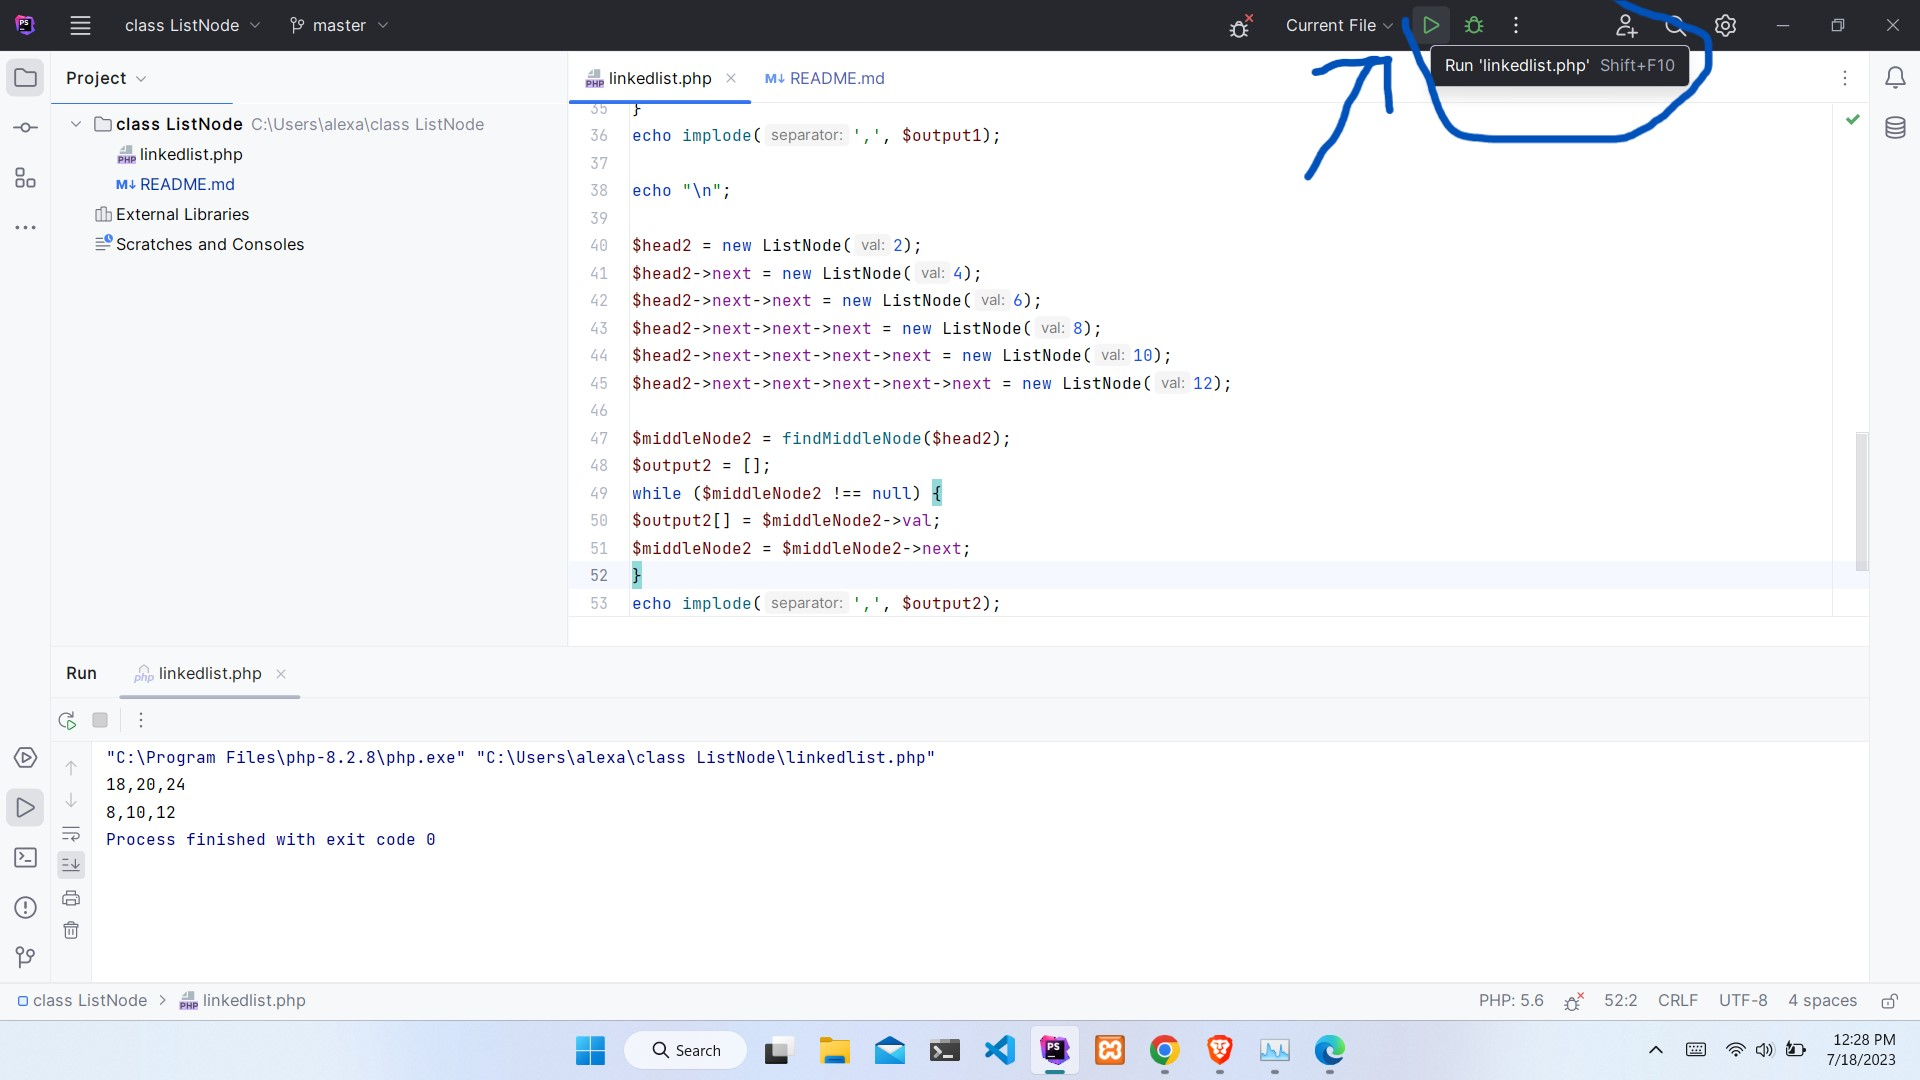 PS
class ListNode
master
Current File
Run 'linkedlist.php' Shift+F10
Project
linkedlist.php
M↓ README.md
class ListNode C:\Users\alexa\class ListNode
linkedlist.php
M↓ README.md
External Libraries
Scratches and Consoles
35 }
36 echo implode( separator: ',', $output1);
37
38 echo "\n";
39
40 $head2 = new ListNode( val: 2);
41 $head2->next = new ListNode( val: 4);
42 $head2->next->next = new ListNode( val: 6);
43 $head2->next->next->next = new ListNode( val: 8);
44 $head2->next->next->next->next = new ListNode( val: 10);
45 $head2->next->next->next->next->next = new ListNode( val: 12);
46
47 $middleNode2 = findMiddleNode($head2);
48 $output2 = [];
49 while ($middleNode2 !== null) {
50 $output2[] = $middleNode2->val;
51 $middleNode2 = $middleNode2->next;
52 }
53 echo implode( separator: ',', $output2);
Run
php linkedlist.php
"C:\Program Files\php-8.2.8\php.exe" "C:\Users\alexa\class ListNode\linkedlist.php"
18,20,24
8,10,12
Process finished with exit code 0
class ListNode > PHP linkedlist.php
PHP: 5.6
52:2
CRLF
UTF-8
4 spaces
Search
PS
12:28 PM
7/18/2023